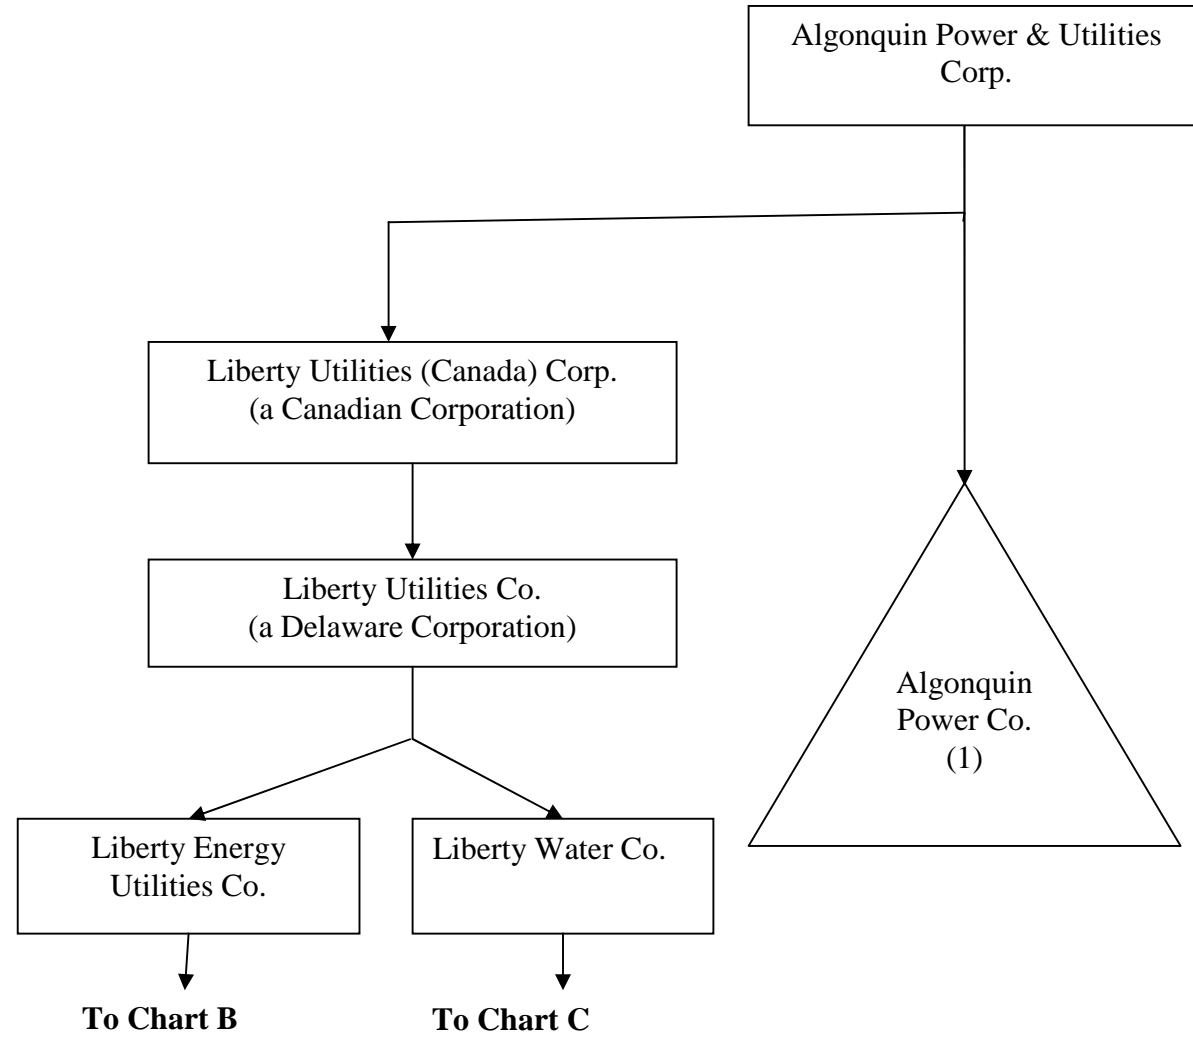 Algonquin Power & Utilities
Corp.
Liberty Utilities (Canada) Corp.
(a Canadian Corporation)
Liberty Utilities Co.
(a Delaware Corporation)
Algonquin
Power Co.
(1)
Liberty Energy
Utilities Co.
Liberty Water Co.
To Chart B
To Chart C